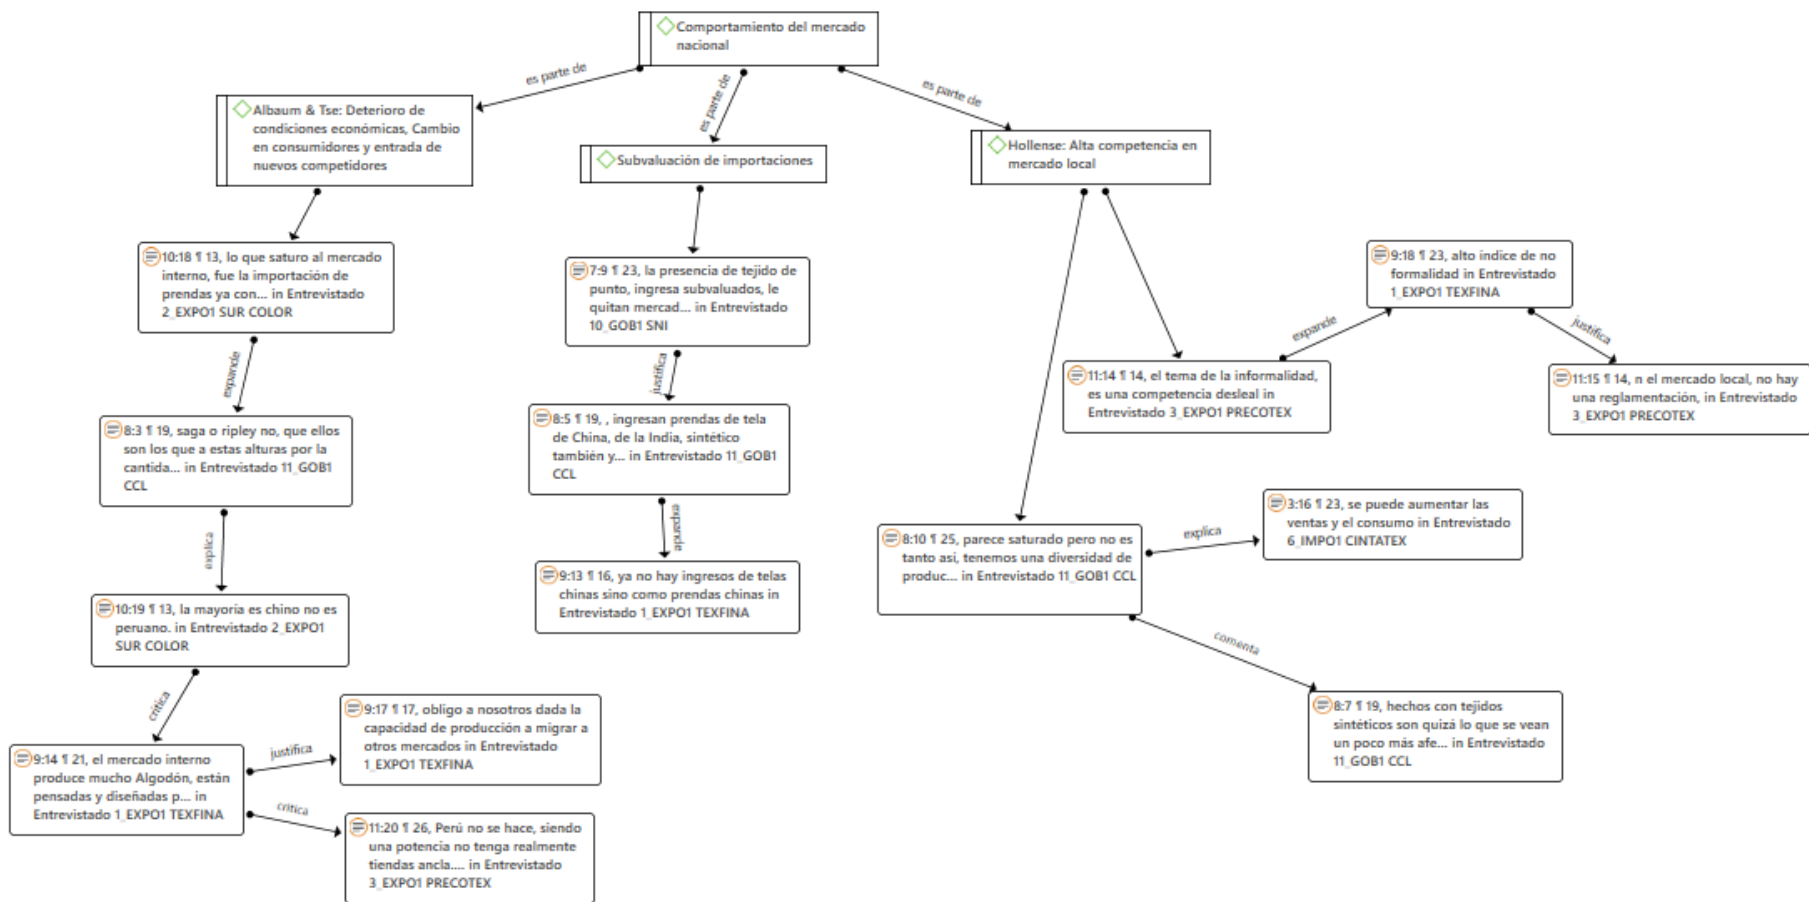 Comportamiento del mercado
nacional
es parte de
es parte de
es parte de
Albaum & Tse: Deterioro de
condiciones económicas, Cambio
en consumidores y entrada de
nuevos competidores
Subvaluación de importaciones
Hollense: Alta competencia en
mercado local
10:18 ¶ 13, lo que saturo al mercado
interno, fue la importación de
prendas ya con... in Entrevistado
2_EXPO1 SUR COLOR
expande
8:3 ¶ 19, saga o ripley no, que ellos
son los que a estas alturas por la
cantida... in Entrevistado 11_GOB1
CCL
explica
10:19 ¶ 13, la mayoría es chino no es
peruano. in Entrevistado 2_EXPO1
SUR COLOR
critica
9:14 ¶ 21, el mercado interno
produce mucho Algodón, están
pensadas y diseñadas p... in
Entrevistado 1_EXPO1 TEXFINA
justifica
9:17 ¶ 17, obligo a nosotros dada la
capacidad de producción a migrar a
otros mercados in Entrevistado
1_EXPO1 TEXFINA
critica
11:20 ¶ 26, Perú no se hace, siendo
una potencia no tenga realmente
tiendas ancla.... in Entrevistado
3_EXPO1 PRECOTEX
7:9 ¶ 23, la presencia de tejido de
punto, ingresa subvaluados, le
quitan mercad... in Entrevistado
10_GOB1 SNI
justifica
8:5 ¶ 19, , ingresan prendas de tela
de China, de la India, sintético
también y... in Entrevistado 11_GOB1
CCL
expande
9:13 ¶ 16, ya no hay ingresos de telas
chinas sino como prendas chinas in
Entrevistado 1_EXPO1 TEXFINA
11:14 ¶ 14, el tema de la informalidad,
es una competencia desleal in
Entrevistado 3_EXPO1 PRECOTEX
expande
9:18 ¶ 23, alto indice de no
formalidad in Entrevistado
1_EXPO1 TEXFINA
justifica
11:15 ¶ 14, n el mercado local, no hay
una reglamentación, in Entrevistado
3_EXPO1 PRECOTEX
8:10 ¶ 25, parece saturado pero no es
tanto así, tenemos una diversidad de
produc... in Entrevistado 11_GOB1 CCL
explica
3:16 ¶ 23, se puede aumentar las
ventas y el consumo in Entrevistado
6_IMPO1 CINTATEX
comenta
8:7 ¶ 19, hechos con tejidos
sintéticos son quizá lo que se vean
un poco más afe... in Entrevistado
11_GOB1 CCL